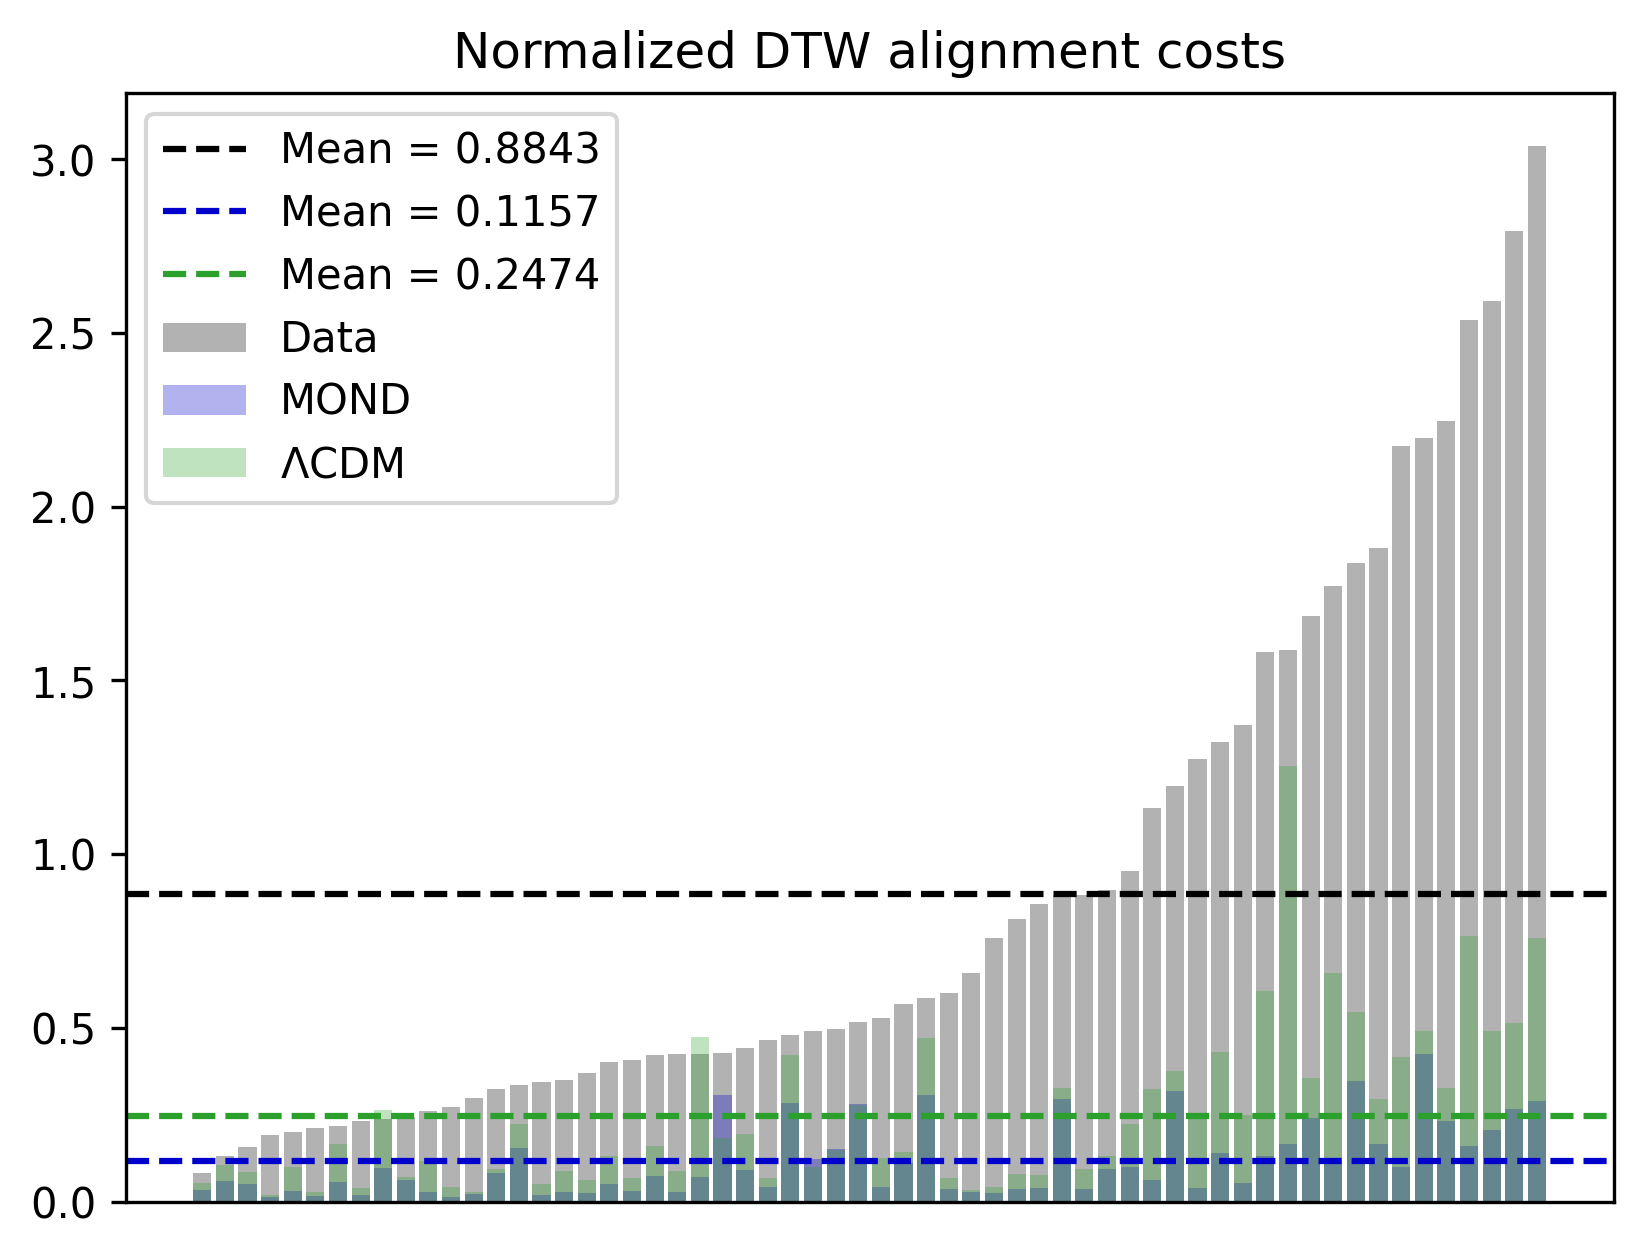 Normalized DTW alignment costs
3.0
2.5
2.0
1.5
1.0
0.5
0.0
Mean = 0.8843
Mean = 0.1157
Mean = 0.2474
Data
MOND
ΛCDM